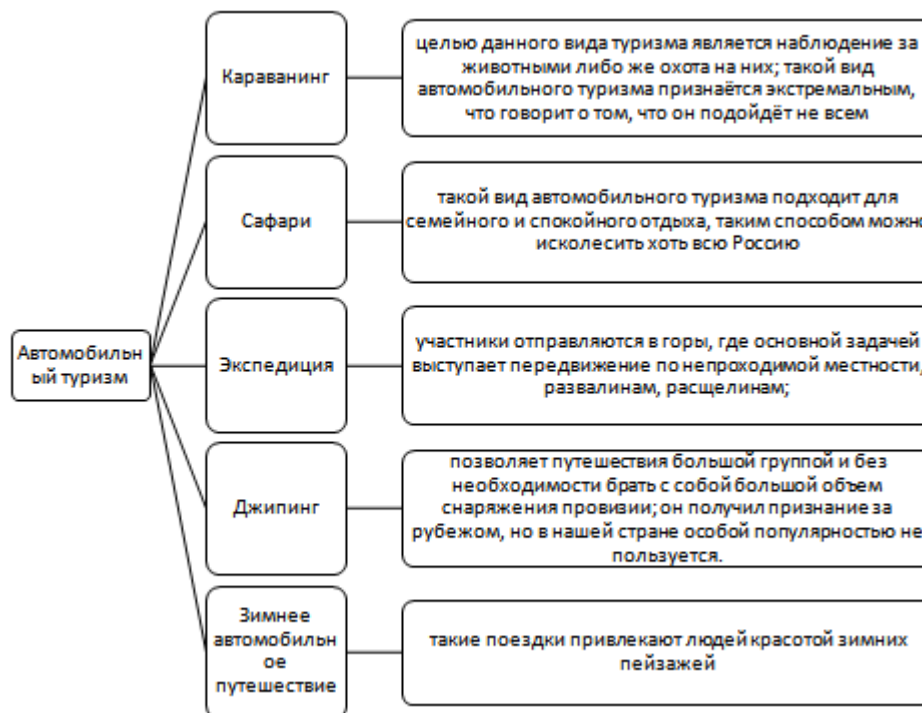 Автомобильн
ый туризм
Караванинг
целью данного вида туризма является наблюдение за
животными либо же охота на них; такой вид
автомобильного туризма признаётся экстремальным,
что говорит о том, что он подойдёт не всем
Сафари
такой вид автомобильного туризма подходит для
семейного и спокойного отдыха, таким способом можно
исколесить хоть всю Россию
Экспедиция
участники отправляются в горы, где основной задачей
выступает передвижение по непроходимой местности,
развалинам, расщелинам;
Джипинг
позволяет путешествия большой группой и без
необходимости брать с собой большой объем
снаряжения провизии; он получил признание за
рубежом, но в нашей стране особой популярностью не
пользуется.
Зимнее
автомобильн
ое
путешествие
такие поездки привлекают людей красотой зимних
пейзажей